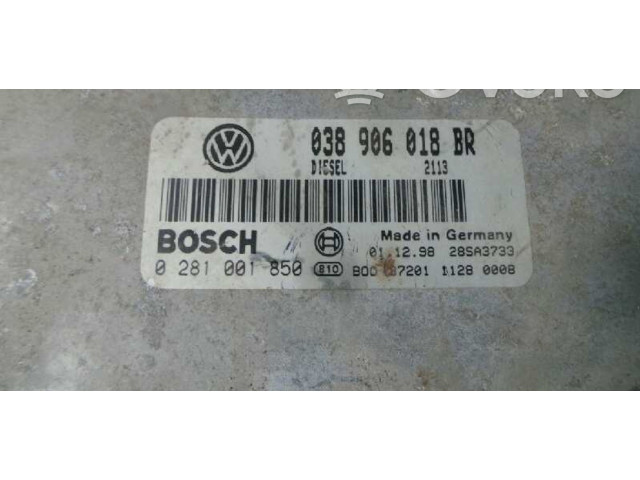 038 906 018 BR
DIESEL 2113
BOSCH Made in Germany
01.12.98 28SA3733
0 281 001 850 B10 1128 0008